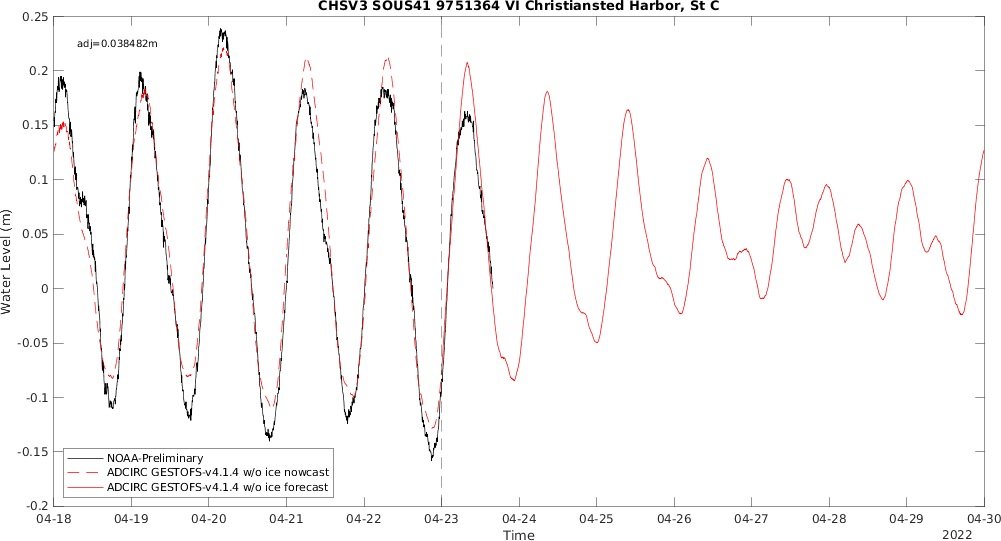 CHSV3 SOUS41 9751364 VI Christiansted Harbor, St C
adj=0.038482m
0.25
0.2
0.15
0.1
0.05
0
-0.05
-0.1
-0.15
-0.2
Water Level (m)
NOAA-Preliminary
ADCIRC GESTOFS-v4.1.4 w/o ice nowcast
ADCIRC GESTOFS-v4.1.4 w/o ice forecast
04-18 04-19 04-20 04-21 04-22 04-23 04-24 04-25 04-26 04-27 04-28 04-29 04-30
Time
2022